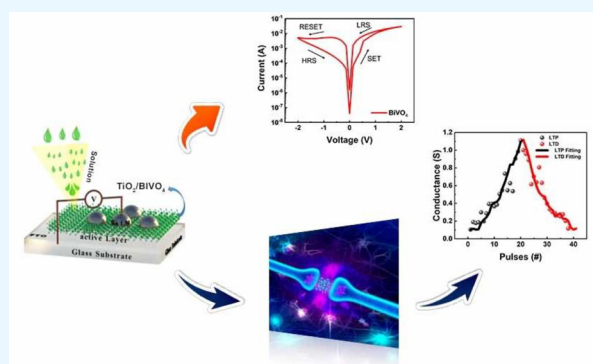 Solution
V
TiO₂/BiVO₄
FTO
active Layer
Glass Substrate
RESET
LRS
HRS
SET
BiVO₄
Current (A)
10⁻¹
10⁻²
10⁻³
10⁻⁴
10⁻⁵
10⁻⁶
10⁻⁷
10⁻⁸
-2 -1 0 1 2
Voltage (V)
LTP
LTD
LTP Fitting
LTD Fitting
Conductance (S)
1.2
1.0
0.8
0.6
0.4
0.2
0.0
0 10 20 30 40
Pulses (#)